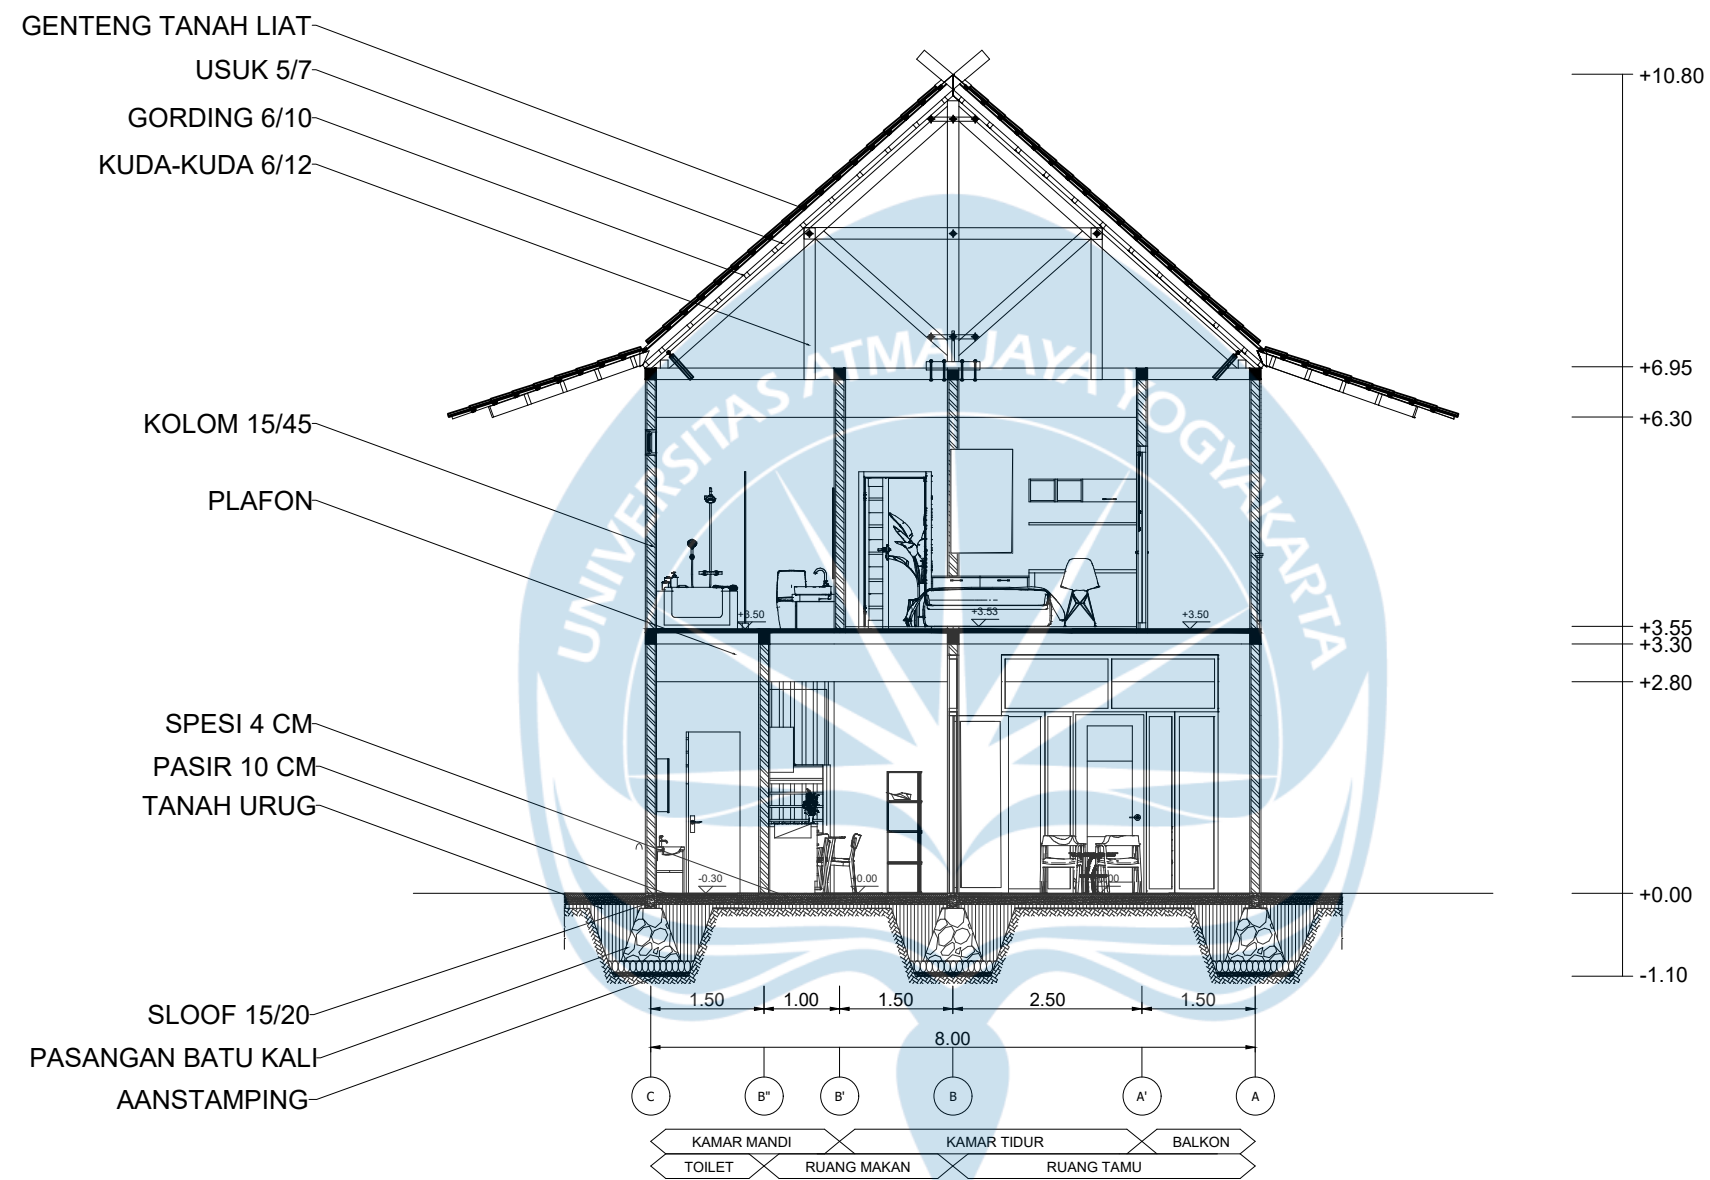 GENTENG TANAH LIAT
USUK 5/7
GORDING 6/10
KUDA-KUDA 6/12
KOLOM 15/45
PLAFON
SPESI 4 CM
PASIR 10 CM
TANAH URUG
SLOOF 15/20
PASANGAN BATU KALI
AANSTAMPING
+10.80
+6.95
+6.30
+3.55
+3.30
+2.80
+0.00
-1.10
UNIVERSITAS ATMA JAYA YOGYAKARTA
+3.50
+3.53
+3.50
-0.30
1.50 1.00 1.50 2.50 1.50
8.00
C B" B' B A' A
KAMAR MANDI KAMAR TIDUR BALKON
TOILET RUANG MAKAN RUANG TAMU